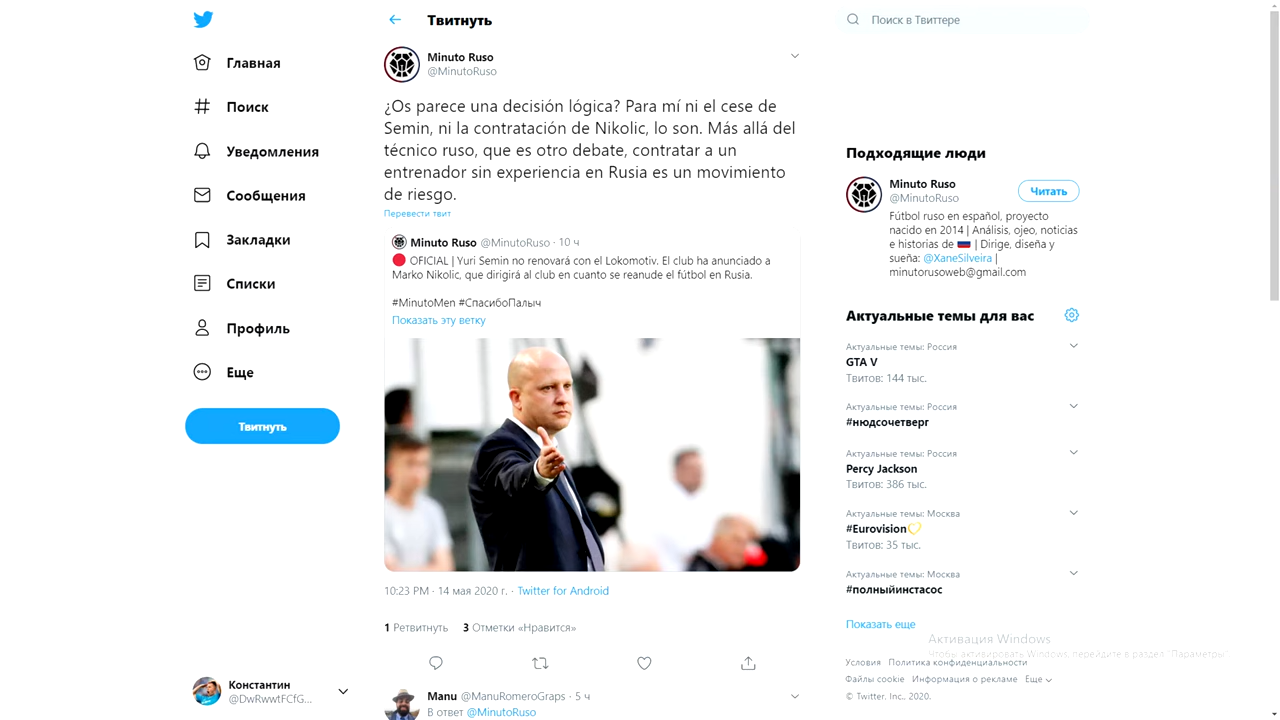 Главная
Поиск
Уведомления
Сообщения
Закладки
Списки
Профиль
Еще
Твитнуть
Константин
@DwRwwtFCfG...
Твитнуть
Minuto Ruso
@MinutoRuso
¿Os parece una decisión lógica? Para mí ni el cese de
Semin, ni la contratación de Nikolic, lo son. Más allá del
técnico ruso, que es otro debate, contratar a un
entrenador sin experiencia en Rusia es un movimiento
de riesgo.
Перевести твит
Minuto Ruso @MinutoRuso · 10 ч
OFICIAL | Yuri Semin no renovará con el Lokomotiv. El club ha anunciado a
Marko Nikolic, que dirigirá al club en cuanto se reanude el fútbol en Rusia.
#MinutoMen #СпасибоПалыч
Показать эту ветку
10:23 PM · 14 мая 2020 г. · Twitter for Android
1 Ретвитнуть 3 Отметки «Нравится»
Manu @ManuRomeroGraps · 5 ч
В ответ @MinutoRuso
Поиск в Твиттере
Подходящие люди
Minuto Ruso
@MinutoRuso
Читать
Fútbol ruso en español, proyecto
nacido en 2014 | Análisis, ojeo, noticias
e historias de 🇷🇺 | Dirige, diseña y
sueña: @XaneSilveira |
minutorusoweb@gmail.com
Актуальные темы для вас
Актуальные темы: Россия
GTA V
Твитов: 144 тыс.
Актуальные темы: Россия
#нюдсочетверг
Актуальные темы: Россия
Percy Jackson
Твитов: 386 тыс.
Актуальные темы: Москва
#Eurovision💛
Твитов: 35 тыс.
Актуальные темы: Москва
#полныйинстасос
Показать еще
Активация Windows
Чтобы активировать Windows, перейдите в раздел "Параметры".
Условия Политика конфиденциальности
Файлы cookie Информация о рекламе Еще
© Twitter, Inc., 2020.